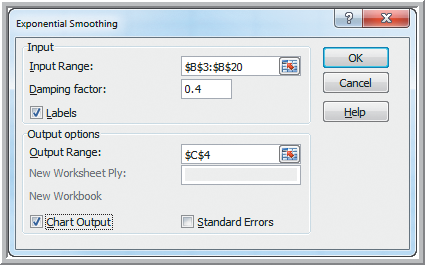 Exponential Smoothing
?
Input
Input Range: $B$3:$B$20
OK
Damping factor: 0.4
Cancel
Labels
Help
Output options
Output Range: $C$4
New Worksheet Ply:
New Workbook
Chart Output Standard Errors